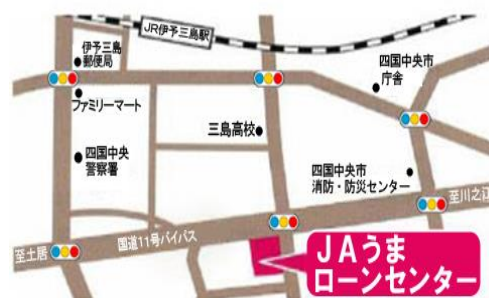 JR伊予三島駅
伊予三島
郵便局
ファミリーマート
四国中央市
庁舎
三島高校
四国中央
警察署
四国中央市
消防・防災センター
至川之江
国道11号バイパス
至土居
JAうま
ローンセンター